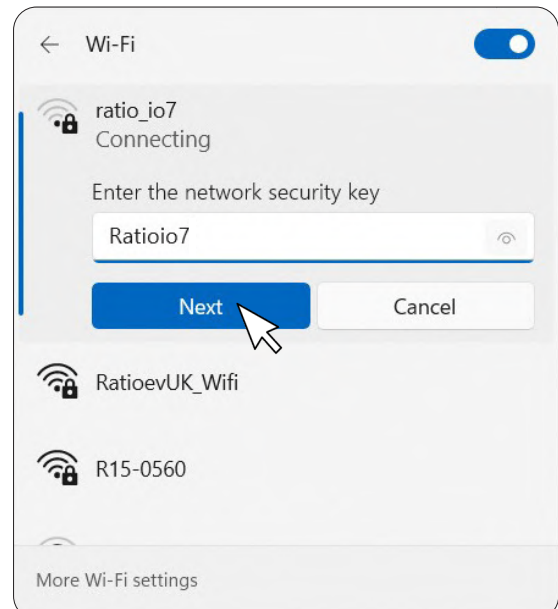 Wi-Fi
ratio_io7
Connecting
Enter the network security key
Ratioio7
Next
Cancel
RatioevUK_Wifi
R15-0560
More Wi-Fi settings